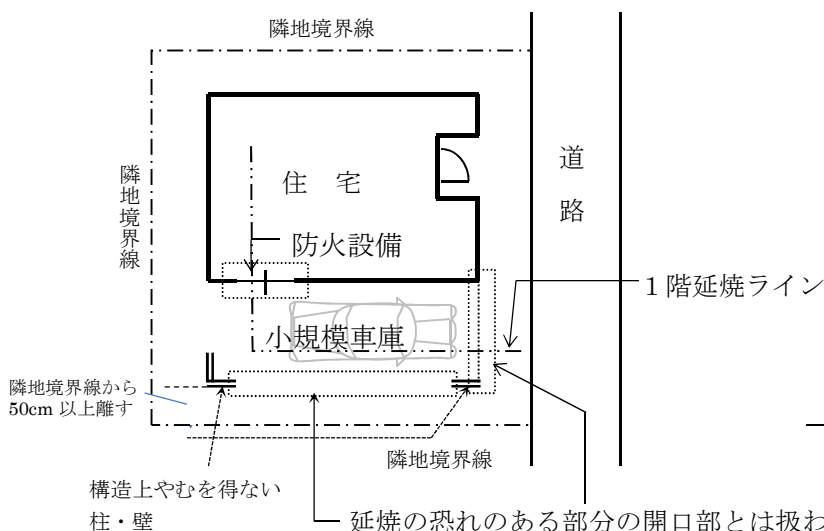 隣地境界線
隣地境界線
道路
住 宅
防火設備
1階延焼ライン
小規模車庫
隣地境界線から
50cm 以上離す
隣地境界線
構造上やむを得ない
柱・壁
延焼の恐れのある部分の開口部とは扱わ